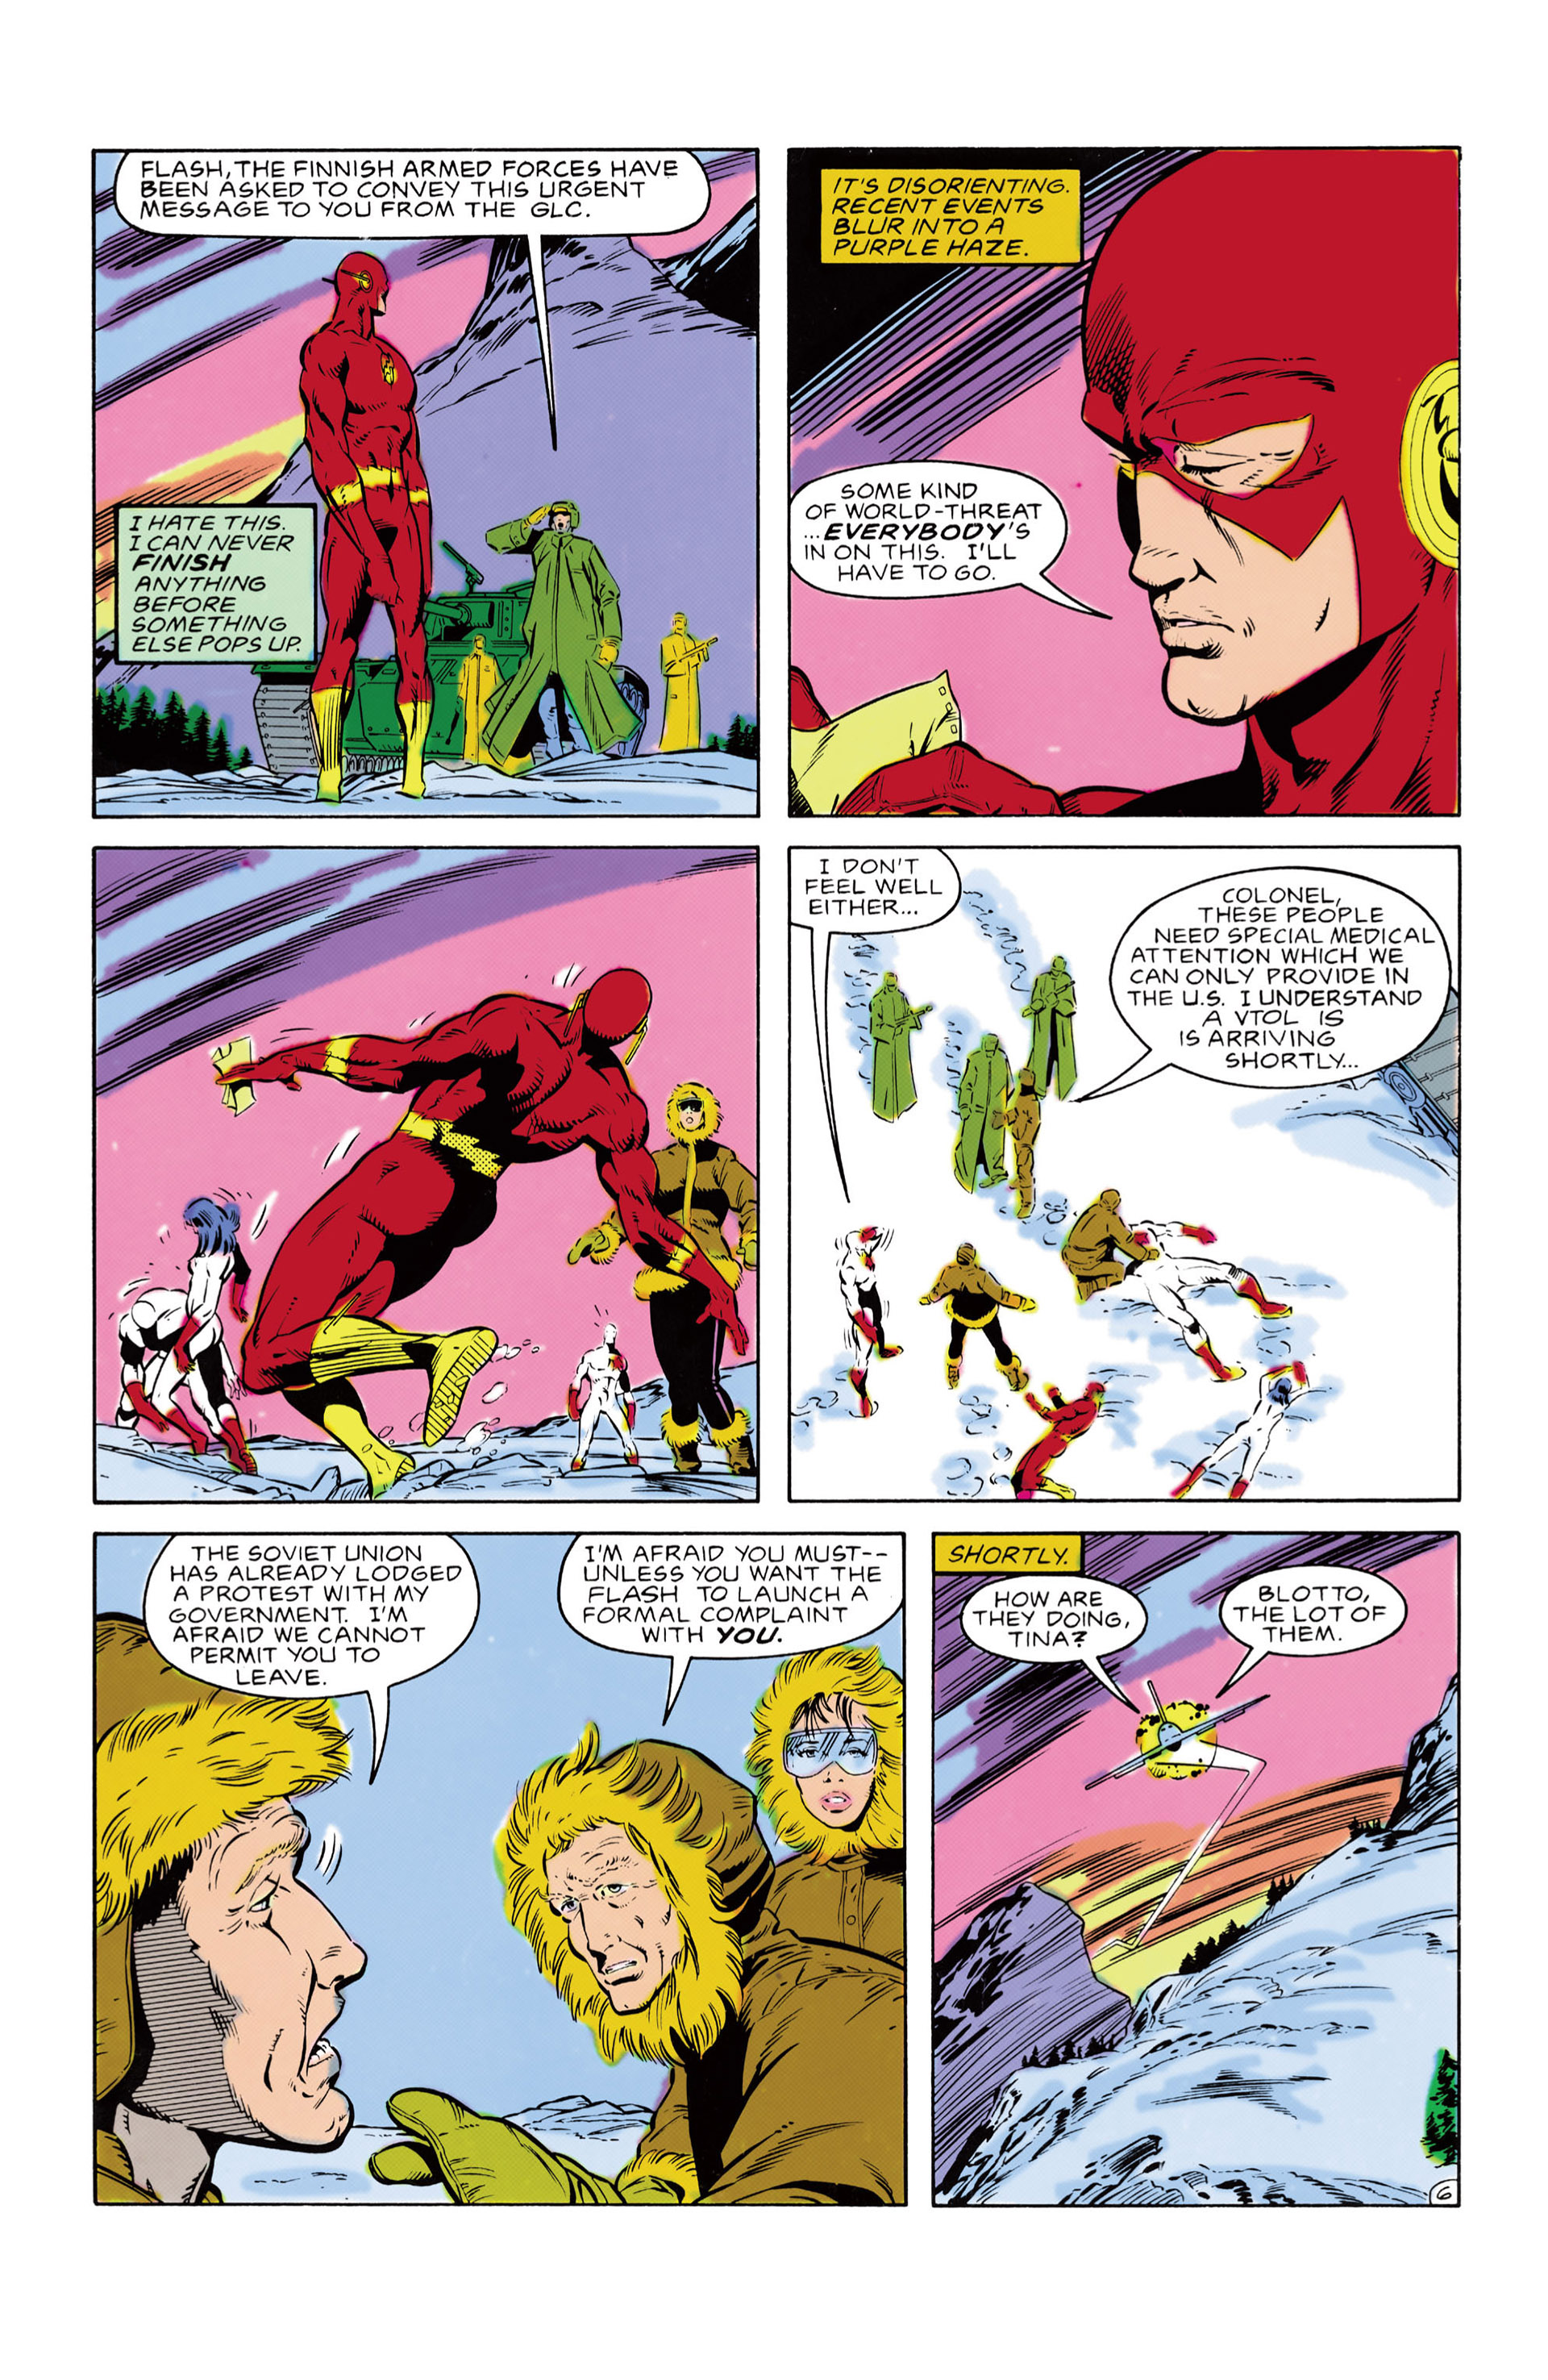 FLASH, THE FINNISH ARMED FORCES HAVE
BEEN ASKED TO CONVEY THIS URGENT
MESSAGE TO YOU FROM THE GLC.
I HATE THIS.
I CAN NEVER
FINISH
ANYTHING
BEFORE
SOMETHING
ELSE POPS UP.
IT'S DISORIENTING.
RECENT EVENTS
BLUR INTO A
PURPLE HAZE.
SOME KIND
OF WORLD-THREAT
...EVERYBODY'S
IN ON THIS. I'LL
HAVE TO GO.
I DON'T
FEEL WELL
EITHER...
COLONEL,
THESE PEOPLE
NEED SPECIAL MEDICAL
ATTENTION WHICH WE
CAN ONLY PROVIDE IN
THE U.S. I UNDERSTAND
A VTOL IS
IS ARRIVING
SHORTLY...
THE SOVIET UNION
HAS ALREADY LODGED
A PROTEST WITH MY
GOVERNMENT. I'M
AFRAID WE CANNOT
PERMIT YOU TO
LEAVE.
I'M AFRAID YOU MUST--
UNLESS YOU WANT THE
FLASH TO LAUNCH A
FORMAL COMPLAINT
WITH YOU.
SHORTLY.
HOW ARE
THEY DOING,
TINA?
BLOTTO,
THE LOT OF
THEM.
6